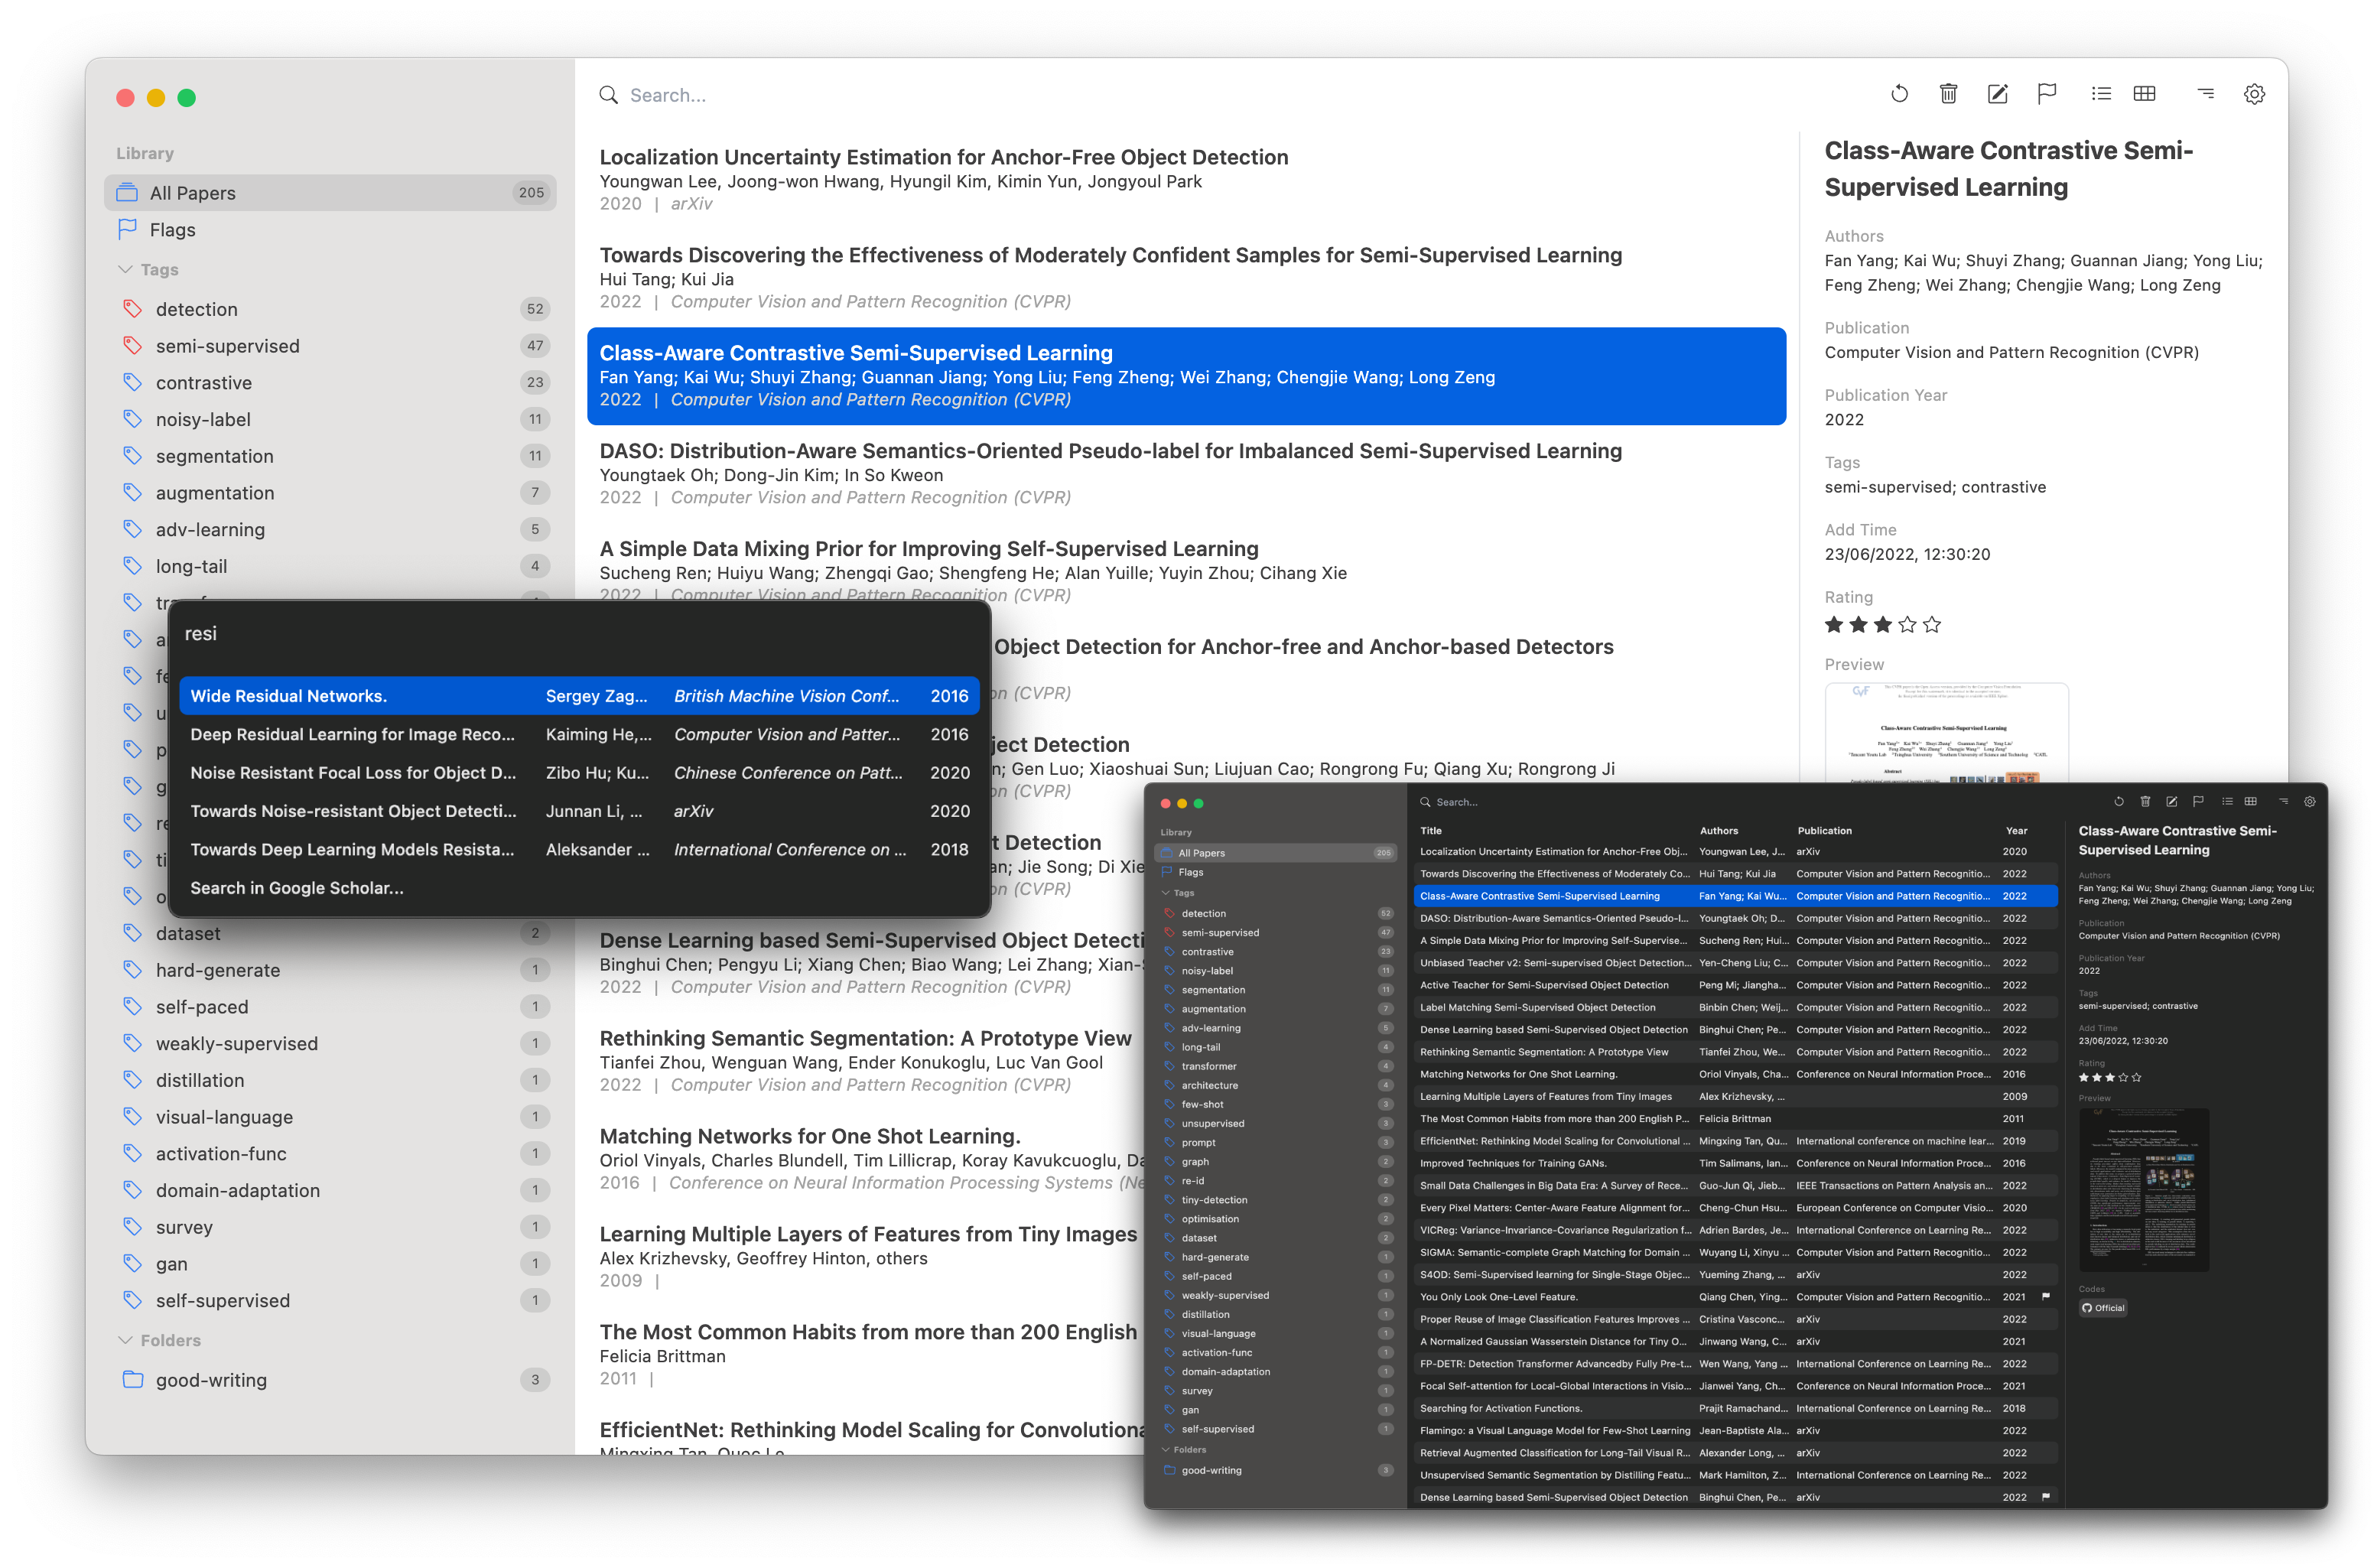 Search...
Library
All Papers 205
Flags
Tags
detection 52
semi-supervised 47
contrastive 23
noisy-label 11
segmentation 11
augmentation 7
adv-learning 5
long-tail 4
dataset 2
hard-generate 1
self-paced 1
weakly-supervised 1
distillation 1
visual-language 1
activation-func 1
domain-adaptation 1
survey 1
gan 1
self-supervised 1
Folders
good-writing 3
Localization Uncertainty Estimation for Anchor-Free Object Detection
Youngwan Lee, Joong-won Hwang, Hyungil Kim, Kimin Yun, Jongyoul Park
2020 | arXiv
Towards Discovering the Effectiveness of Moderately Confident Samples for Semi-Supervised Learning
Hui Tang; Kui Jia
2022 | Computer Vision and Pattern Recognition (CVPR)
Class-Aware Contrastive Semi-Supervised Learning
Fan Yang; Kai Wu; Shuyi Zhang; Guannan Jiang; Yong Liu; Feng Zheng; Wei Zhang; Chengjie Wang; Long Zeng
2022 | Computer Vision and Pattern Recognition (CVPR)
DASO: Distribution-Aware Semantics-Oriented Pseudo-label for Imbalanced Semi-Supervised Learning
Youngtaek Oh; Dong-Jin Kim; In So Kweon
2022 | Computer Vision and Pattern Recognition (CVPR)
A Simple Data Mixing Prior for Improving Self-Supervised Learning
Sucheng Ren; Huiyu Wang; Zhengqi Gao; Shengfeng He; Alan Yuille; Yuyin Zhou; Cihang Xie
2022 | Computer Vision and Pattern Recognition (CVPR)
Object Detection for Anchor-free and Anchor-based Detectors
on (CVPR)
ject Detection
n; Gen Luo; Xiaoshuai Sun; Liujuan Cao; Rongrong Fu; Qiang Xu; Rongrong Ji
on (CVPR)
t Detection
an; Jie Song; Di Xie
on (CVPR)
Dense Learning based Semi-Supervised Object Detecti
Binghui Chen; Pengyu Li; Xiang Chen; Biao Wang; Lei Zhang; Xian-S
2022 | Computer Vision and Pattern Recognition (CVPR)
Rethinking Semantic Segmentation: A Prototype View
Tianfei Zhou, Wenguan Wang, Ender Konukoglu, Luc Van Gool
2022 | Computer Vision and Pattern Recognition (CVPR)
Matching Networks for One Shot Learning.
Oriol Vinyals, Charles Blundell, Tim Lillicrap, Koray Kavukcuoglu, Da
2016 | Conference on Neural Information Processing Systems (Ne
Learning Multiple Layers of Features from Tiny Images
Alex Krizhevsky, Geoffrey Hinton, others
2009 |
The Most Common Habits from more than 200 English
Felicia Brittman
2011 |
EfficientNet: Rethinking Model Scaling for Convolutiona
Mingxing Tan, Quoc Le
Class-Aware Contrastive Semi-
Supervised Learning
Authors
Fan Yang; Kai Wu; Shuyi Zhang; Guannan Jiang; Yong Liu;
Feng Zheng; Wei Zhang; Chengjie Wang; Long Zeng
Publication
Computer Vision and Pattern Recognition (CVPR)
Publication Year
2022
Tags
semi-supervised; contrastive
Add Time
23/06/2022, 12:30:20
Rating
Preview
Class-Aware Contrastive Semi-Supervised Learning
Abstract
resi
Wide Residual Networks. Sergey Zag... British Machine Vision Conf... 2016
Deep Residual Learning for Image Reco... Kaiming He,... Computer Vision and Patter... 2016
Noise Resistant Focal Loss for Object D... Zibo Hu; Ku... Chinese Conference on Patt... 2020
Towards Noise-resistant Object Detecti... Junnan Li, ... arXiv 2020
Towards Deep Learning Models Resista... Aleksander ... International Conference on ... 2018
Search in Google Scholar...
Search...
Library
All Papers 205
Flags
Tags
detection 52
semi-supervised 47
contrastive 23
noisy-label 11
segmentation 11
augmentation 7
adv-learning 5
long-tail 4
transformer 4
architecture 4
few-shot 3
unsupervised 3
prompt 3
graph 2
re-id 2
tiny-detection 2
optimisation 2
dataset 2
hard-generate 1
self-paced 1
weakly-supervised 1
distillation 1
visual-language 1
activation-func 1
domain-adaptation 1
survey 1
gan 1
self-supervised 1
Folders
good-writing 3
Title Authors Publication Year
Localization Uncertainty Estimation for Anchor-Free Obj... Youngwan Lee, J... arXiv 2020
Towards Discovering the Effectiveness of Moderately Co... Hui Tang; Kui Jia Computer Vision and Pattern Recognitio... 2022
Class-Aware Contrastive Semi-Supervised Learning Fan Yang; Kai Wu... Computer Vision and Pattern Recognitio... 2022
DASO: Distribution-Aware Semantics-Oriented Pseudo-l... Youngtaek Oh; D... Computer Vision and Pattern Recognitio... 2022
A Simple Data Mixing Prior for Improving Self-Supervise... Sucheng Ren; Hui... Computer Vision and Pattern Recognitio... 2022
Unbiased Teacher v2: Semi-supervised Object Detection... Yen-Cheng Liu; C... Computer Vision and Pattern Recognitio... 2022
Active Teacher for Semi-Supervised Object Detection Peng Mi; Jiangha... Computer Vision and Pattern Recognitio... 2022
Label Matching Semi-Supervised Object Detection Binbin Chen; Weij... Computer Vision and Pattern Recognitio... 2022
Dense Learning based Semi-Supervised Object Detection Binghui Chen; Pe... Computer Vision and Pattern Recognitio... 2022
Rethinking Semantic Segmentation: A Prototype View Tianfei Zhou, We... Computer Vision and Pattern Recognitio... 2022
Matching Networks for One Shot Learning. Oriol Vinyals, Cha... Conference on Neural Information Proce... 2016
Learning Multiple Layers of Features from Tiny Images Alex Krizhevsky, ... 2009
The Most Common Habits from more than 200 English P... Felicia Brittman 2011
EfficientNet: Rethinking Model Scaling for Convolutional ... Mingxing Tan, Qu... International conference on machine lear... 2019
Improved Techniques for Training GANs. Tim Salimans, Ian... Conference on Neural Information Proce... 2016
Small Data Challenges in Big Data Era: A Survey of Rece... Guo-Jun Qi, Jieb... IEEE Transactions on Pattern Analysis an... 2022
Every Pixel Matters: Center-Aware Feature Alignment for... Cheng-Chun Hsu... European Conference on Computer Visio... 2020
VICReg: Variance-Invariance-Covariance Regularization f... Adrien Bardes, Je... International Conference on Learning Re... 2022
SIGMA: Semantic-complete Graph Matching for Domain ... Wuyang Li, Xinyu ... Computer Vision and Pattern Recognitio... 2022
S4OD: Semi-Supervised learning for Single-Stage Objec... Yueming Zhang, ... arXiv 2022
You Only Look One-Level Feature. Qiang Chen, Ying... Computer Vision and Pattern Recognitio... 2021
Proper Reuse of Image Classification Features Improves ... Cristina Vasconc... arXiv 2022
A Normalized Gaussian Wasserstein Distance for Tiny O... Jinwang Wang, C... arXiv 2021
FP-DETR: Detection Transformer Advancedby Fully Pre-t... Wen Wang, Yang ... International Conference on Learning Re... 2022
Focal Self-attention for Local-Global Interactions in Visio... Jianwei Yang, Ch... Conference on Neural Information Proce... 2021
Searching for Activation Functions. Prajit Ramachand... International Conference on Learning Re... 2018
Flamingo: a Visual Language Model for Few-Shot Learning Jean-Baptiste Ala... arXiv 2022
Retrieval Augmented Classification for Long-Tail Visual R... Alexander Long, ... arXiv 2022
Unsupervised Semantic Segmentation by Distilling Featu... Mark Hamilton, Z... International Conference on Learning Re... 2022
Dense Learning based Semi-Supervised Object Detection Binghui Chen, Pe... arXiv 2022
Class-Aware Contrastive Semi-
Supervised Learning
Authors
Fan Yang; Kai Wu; Shuyi Zhang; Guannan Jiang; Yong Liu;
Feng Zheng; Wei Zhang; Chengjie Wang; Long Zeng
Publication
Computer Vision and Pattern Recognition (CVPR)
Publication Year
2022
Tags
semi-supervised; contrastive
Add Time
23/06/2022, 12:30:20
Rating
Preview
Codes
Official